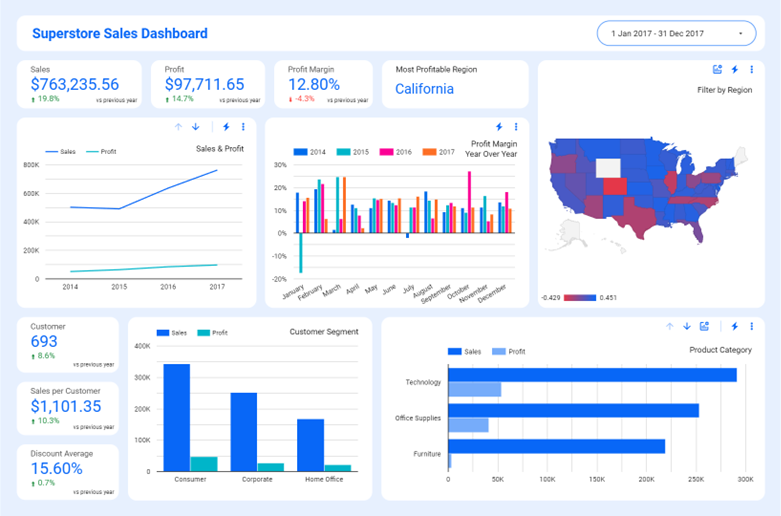 Superstore Sales Dashboard
1 Jan 2017 - 31 Dec 2017
Sales
$763,235.56
19.8%
vs previous year
Profit
$97,711.65
14.7%
vs previous year
Profit Margin
12.80%
-4.3%
vs previous year
Most Profitable Region
California
Filter by Region
-0.429
0.451
Sales & Profit
Sales
Profit
800K
600K
400K
200K
0
2014
2015
2016
2017
Profit Margin
Year Over Year
2014
2015
2016
2017
30%
20%
10%
0%
-10%
-20%
January
February
March
April
May
June
July
August
September
October
November
December
Customer
693
8.6%
vs previous year
Sales per Customer
$1,101.35
10.3%
vs previous year
Discount Average
15.60%
0.7%
vs previous year
Customer Segment
Sales
Profit
400K
300K
200K
100K
0
Consumer
Corporate
Home Office
Product Category
Sales
Profit
Technology
Office Supplies
Furniture
0
50K
100K
150K
200K
250K
300K